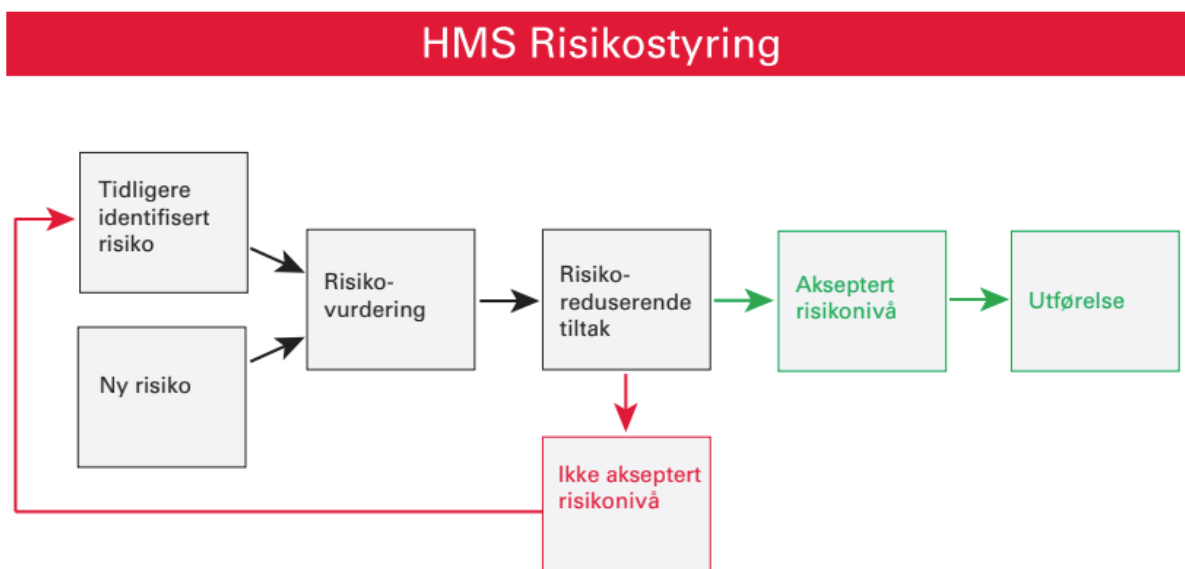 HMS Risikostyring
Tidligere
identifisert
risiko
Ny risiko
Risiko-
vurdering
Risiko-
reduserende
tiltak
Akseptert
risikonivå
Utførelse
Ikke akseptert
risikonivå